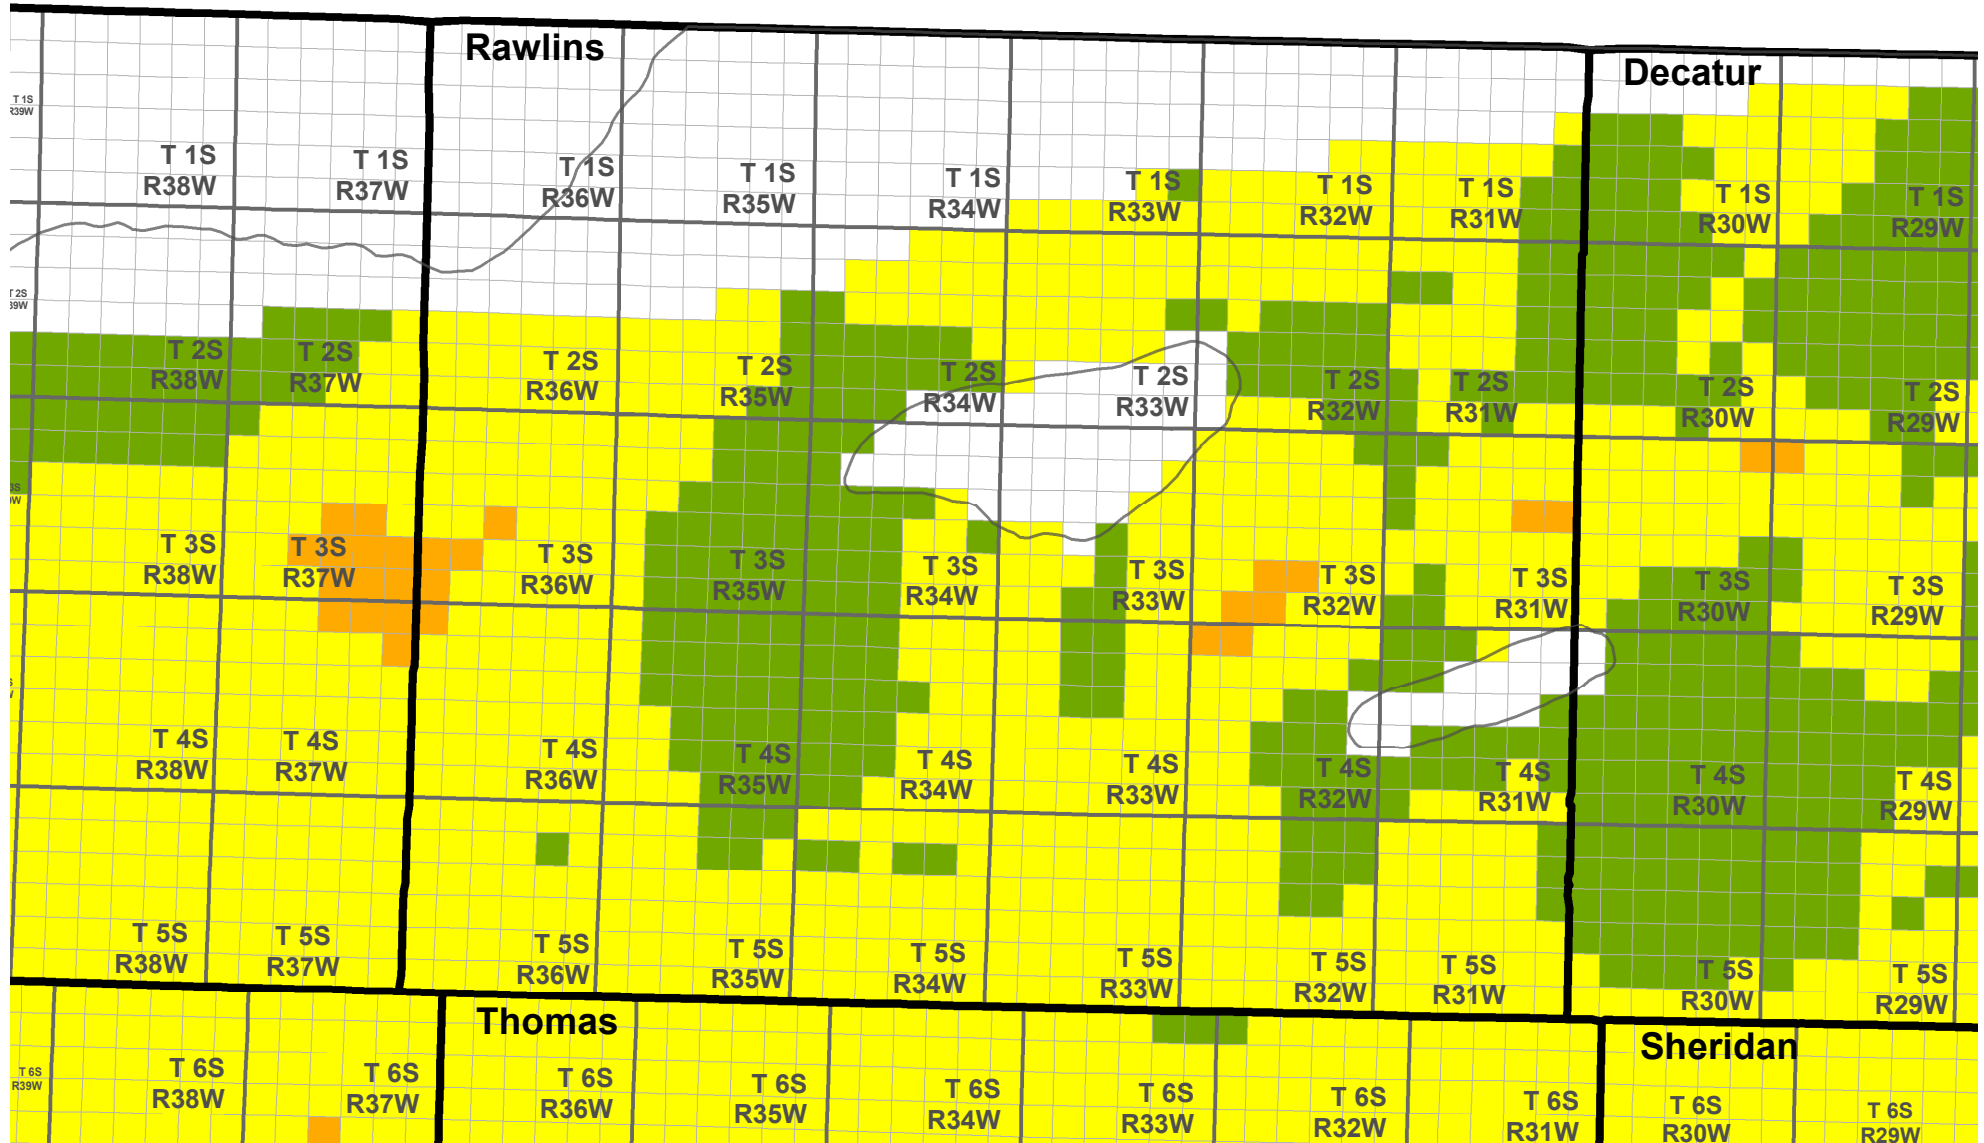 Rawlins
Decatur
T 1S
R39W
T 1S
R38W
T 1S
R37W
T 1S
R36W
T 1S
R35W
T 1S
R34W
T 1S
R33W
T 1S
R32W
T 1S
R31W
T 1S
R30W
T 1S
R29W
T 2S
39W
T 2S
R38W
T 2S
R37W
T 2S
R36W
T 2S
R35W
T 2S
R34W
T 2S
R33W
T 2S
R32W
T 2S
R31W
T 2S
R30W
T 2S
R29W
3S
W
T 3S
R38W
T 3S
R37W
T 3S
R36W
T 3S
R35W
T 3S
R34W
T 3S
R33W
T 3S
R32W
T 3S
R31W
T 3S
R30W
T 3S
R29W
T 4S
R38W
T 4S
R37W
T 4S
R36W
T 4S
R35W
T 4S
R34W
T 4S
R33W
T 4S
R32W
T 4S
R31W
T 4S
R30W
T 4S
R29W
T 5S
R38W
T 5S
R37W
T 5S
R36W
T 5S
R35W
T 5S
R34W
T 5S
R33W
T 5S
R32W
T 5S
R31W
T 5S
R30W
T 5S
R29W
Thomas
Sheridan
T 6S
R39W
T 6S
R38W
T 6S
R37W
T 6S
R36W
T 6S
R35W
T 6S
R34W
T 6S
R33W
T 6S
R32W
T 6S
R31W
T 6S
R30W
T 6S
R29W